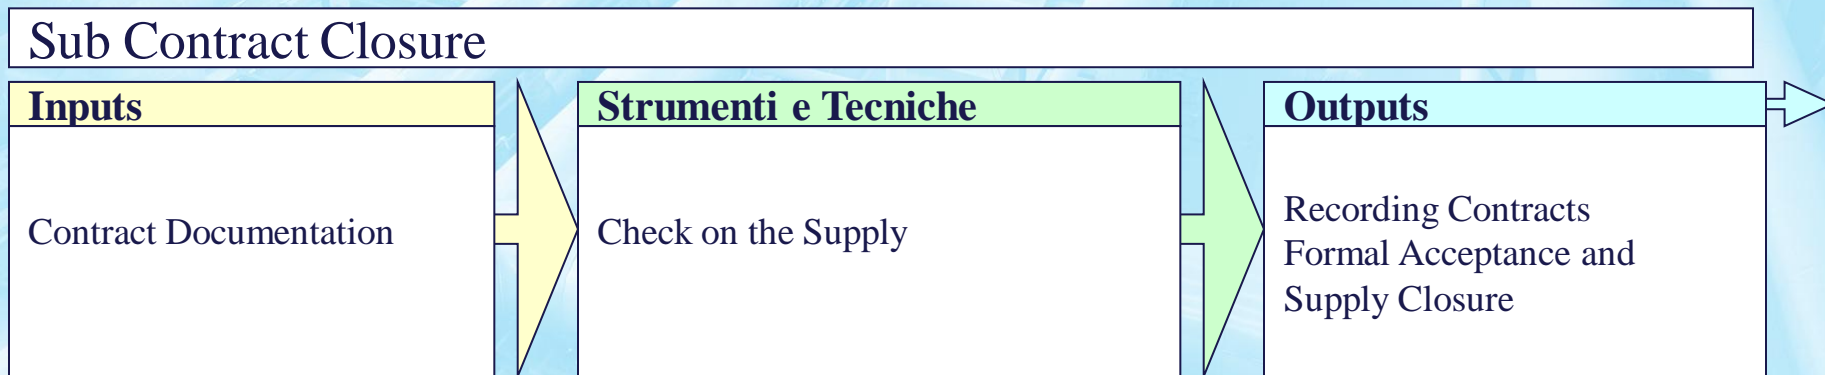 Sub Contract Closure
Inputs
Contract Documentation
Strumenti e Tecniche
Check on the Supply
Outputs
Recording Contracts
Formal Acceptance and
Supply Closure